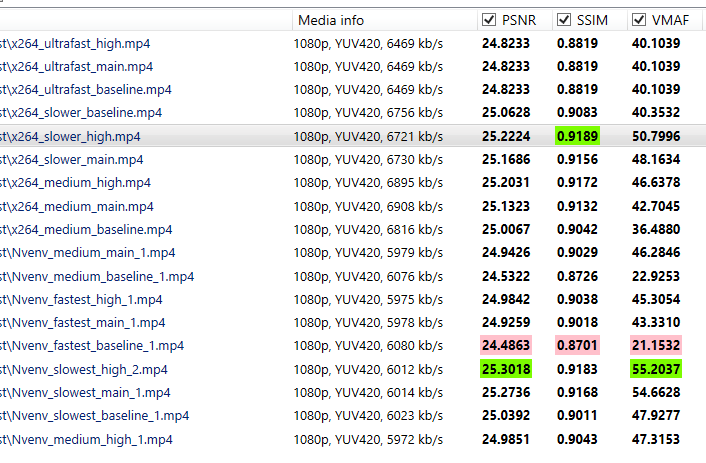 Media info PSNR SSIM VMAF
st\x264_ultrafast_high.mp4 1080p, YUV420, 6469 kb/s 24.8233 0.8819 40.1039
st\x264_ultrafast_main.mp4 1080p, YUV420, 6469 kb/s 24.8233 0.8819 40.1039
st\x264_ultrafast_baseline.mp4 1080p, YUV420, 6469 kb/s 24.8233 0.8819 40.1039
st\x264_slower_baseline.mp4 1080p, YUV420, 6756 kb/s 25.0628 0.9083 40.3532
st\x264_slower_high.mp4 1080p, YUV420, 6721 kb/s 25.2224 0.9189 50.7996
st\x264_slower_main.mp4 1080p, YUV420, 6730 kb/s 25.1686 0.9156 48.1634
st\x264_medium_high.mp4 1080p, YUV420, 6895 kb/s 25.2031 0.9172 46.6378
st\x264_medium_main.mp4 1080p, YUV420, 6908 kb/s 25.1323 0.9132 42.7045
st\x264_medium_baseline.mp4 1080p, YUV420, 6816 kb/s 25.0067 0.9042 36.4880
st\Nvenv_medium_main_1.mp4 1080p, YUV420, 5979 kb/s 24.9426 0.9029 46.2846
st\Nvenv_medium_baseline_1.mp4 1080p, YUV420, 6076 kb/s 24.5322 0.8726 22.9253
st\Nvenv_fastest_high_1.mp4 1080p, YUV420, 5975 kb/s 24.9842 0.9038 45.3054
st\Nvenv_fastest_main_1.mp4 1080p, YUV420, 5978 kb/s 24.9259 0.9018 43.3310
st\Nvenv_fastest_baseline_1.mp4 1080p, YUV420, 6080 kb/s 24.4863 0.8701 21.1532
st\Nvenv_slowest_high_2.mp4 1080p, YUV420, 6012 kb/s 25.3018 0.9183 55.2037
st\Nvenv_slowest_main_1.mp4 1080p, YUV420, 6014 kb/s 25.2736 0.9168 54.6628
st\Nvenv_slowest_baseline_1.mp4 1080p, YUV420, 6023 kb/s 25.0392 0.9011 47.9277
st\Nvenv_medium_high_1.mp4 1080p, YUV420, 5972 kb/s 24.9851 0.9043 47.3153